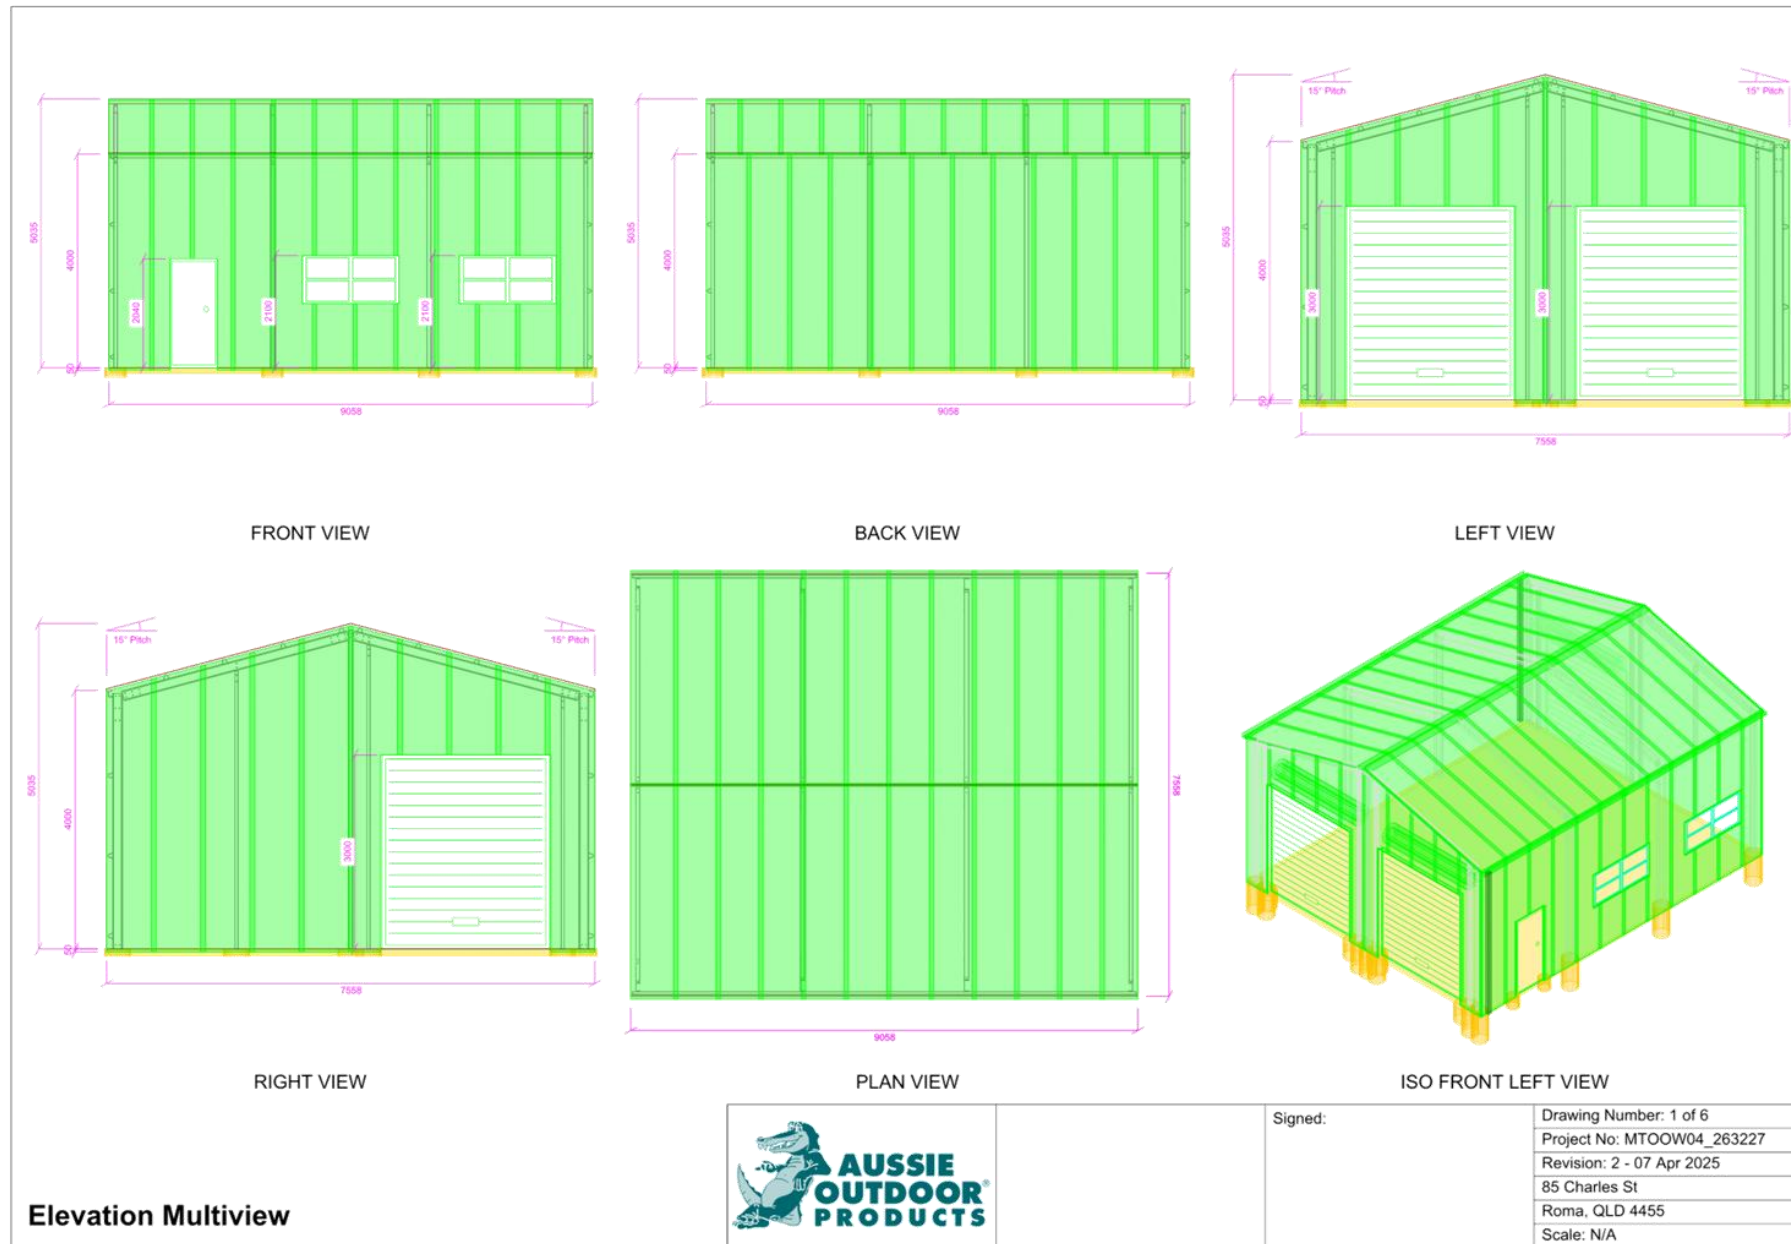 5035
4000
50
2040
2100
2100
9058
FRONT VIEW
5035
4000
50
9058
BACK VIEW
15° Pitch
15° Pitch
5035
4000
50
3000
3000
7558
LEFT VIEW
15° Pitch
15° Pitch
5035
4000
50
3000
7558
RIGHT VIEW
7558
9058
PLAN VIEW
ISO FRONT LEFT VIEW
Elevation Multiview
AUSSIE
OUTDOOR®
PRODUCTS
Signed:
Drawing Number: 1 of 6
Project No: MTOOW04_263227
Revision: 2 - 07 Apr 2025
85 Charles St
Roma, QLD 4455
Scale: N/A